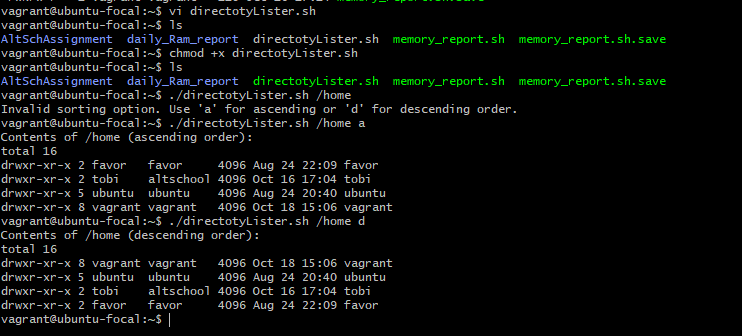 vagrant@ubuntu-focal:~$ vi directotyLister.sh
vagrant@ubuntu-focal:~$ ls
AltSchAssignment  daily_Ram_report  directotyLister.sh  memory_report.sh  memory_report.sh.save
vagrant@ubuntu-focal:~$ chmod +x directotyLister.sh
vagrant@ubuntu-focal:~$ ls
AltSchAssignment  daily_Ram_report  directotyLister.sh  memory_report.sh  memory_report.sh.save
vagrant@ubuntu-focal:~$ ./directotyLister.sh /home
Invalid sorting option. Use 'a' for ascending or 'd' for descending order.
vagrant@ubuntu-focal:~$ ./directotyLister.sh /home a
Contents of /home (ascending order):
total 16
drwxr-xr-x 2 favor   favor     4096 Aug 24 22:09 favor
drwxr-xr-x 2 tobi    altschool 4096 Oct 16 17:04 tobi
drwxr-xr-x 5 ubuntu  ubuntu    4096 Aug 24 20:40 ubuntu
drwxr-xr-x 8 vagrant vagrant   4096 Oct 18 15:06 vagrant
vagrant@ubuntu-focal:~$ ./directotyLister.sh /home d
Contents of /home (descending order):
total 16
drwxr-xr-x 8 vagrant vagrant   4096 Oct 18 15:06 vagrant
drwxr-xr-x 5 ubuntu  ubuntu    4096 Aug 24 20:40 ubuntu
drwxr-xr-x 2 tobi    altschool 4096 Oct 16 17:04 tobi
drwxr-xr-x 2 favor   favor     4096 Aug 24 22:09 favor
vagrant@ubuntu-focal:~$